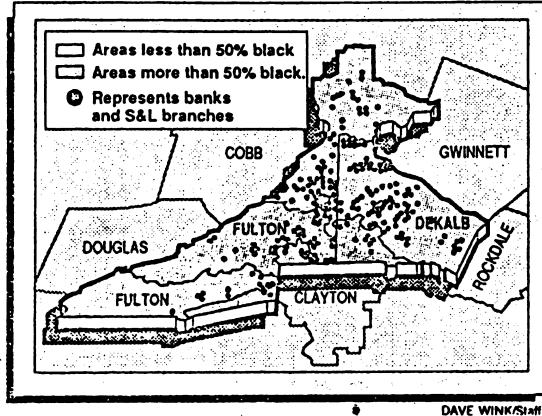 Areas less than 50% black
Areas more than 50% black.
Represents banks
and S&L branches
COBB
GWINNETT
FULTON
DEKALB
DOUGLAS
ROCKDALE
FULTON
CLAYTON
DAVE WINK/Staff